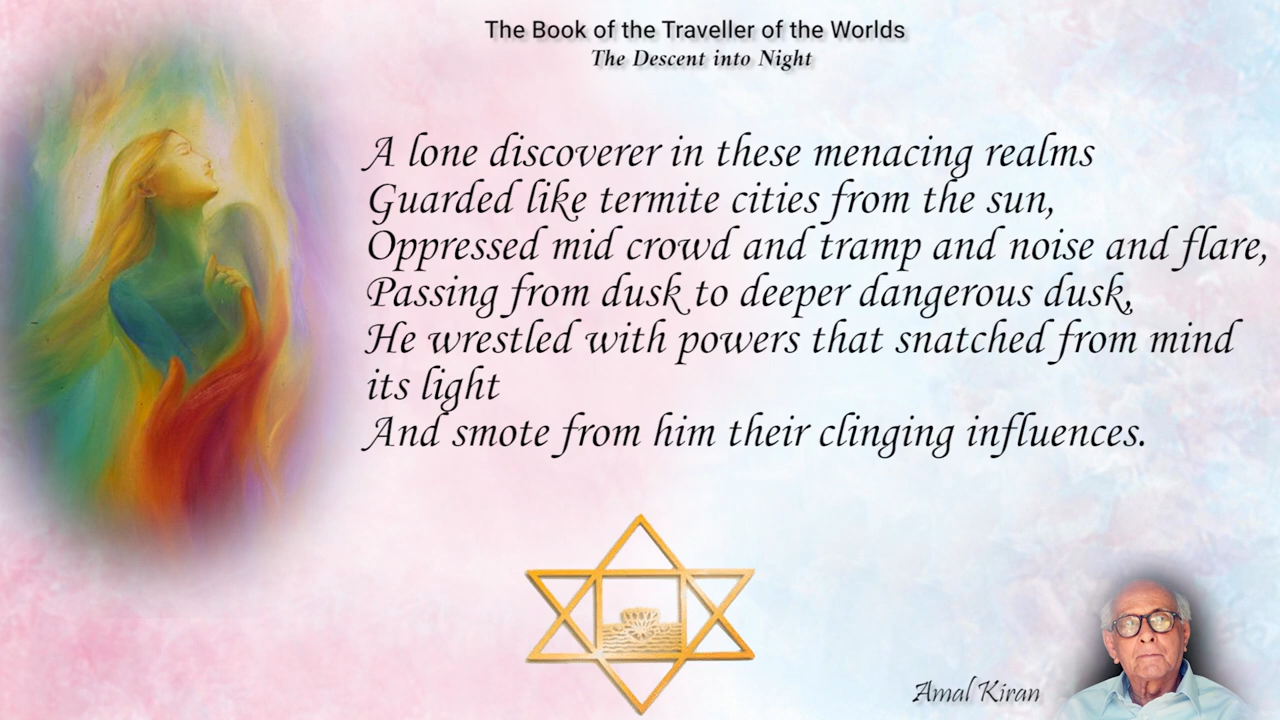 The Book of the Traveller of the Worlds
The Descent into Night
A lone discoverer in these menacing realms
Guarded like termite cities from the sun,
Oppressed mid crowd and tramp and noise and flare,
Passing from dusk to deeper dangerous dusk,
He wrestled with powers that snatched from mind
its light
And smote from him their clinging influences.
Amal Kiran